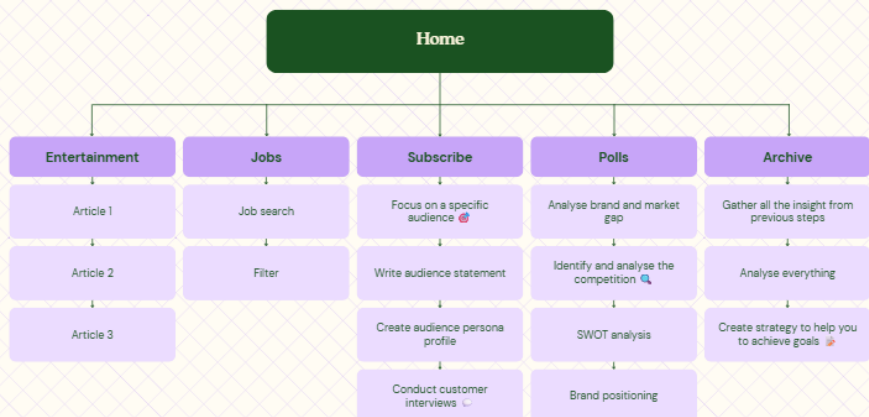 Home
Entertainment
Jobs
Subscribe
Polls
Archive
Article 1
Job search
Focus on a specific
audience 🎯
Analyse brand and market
gap
Gather all the insight from
previous steps
Article 2
Filter
Write audience statement
Identify and analyse the
competition 🔍
Analyse everything
Article 3
Create audience persona
profile
SWOT analysis
Create strategy to help you
to achieve goals
Conduct customer
interviews 💬
Brand positioning